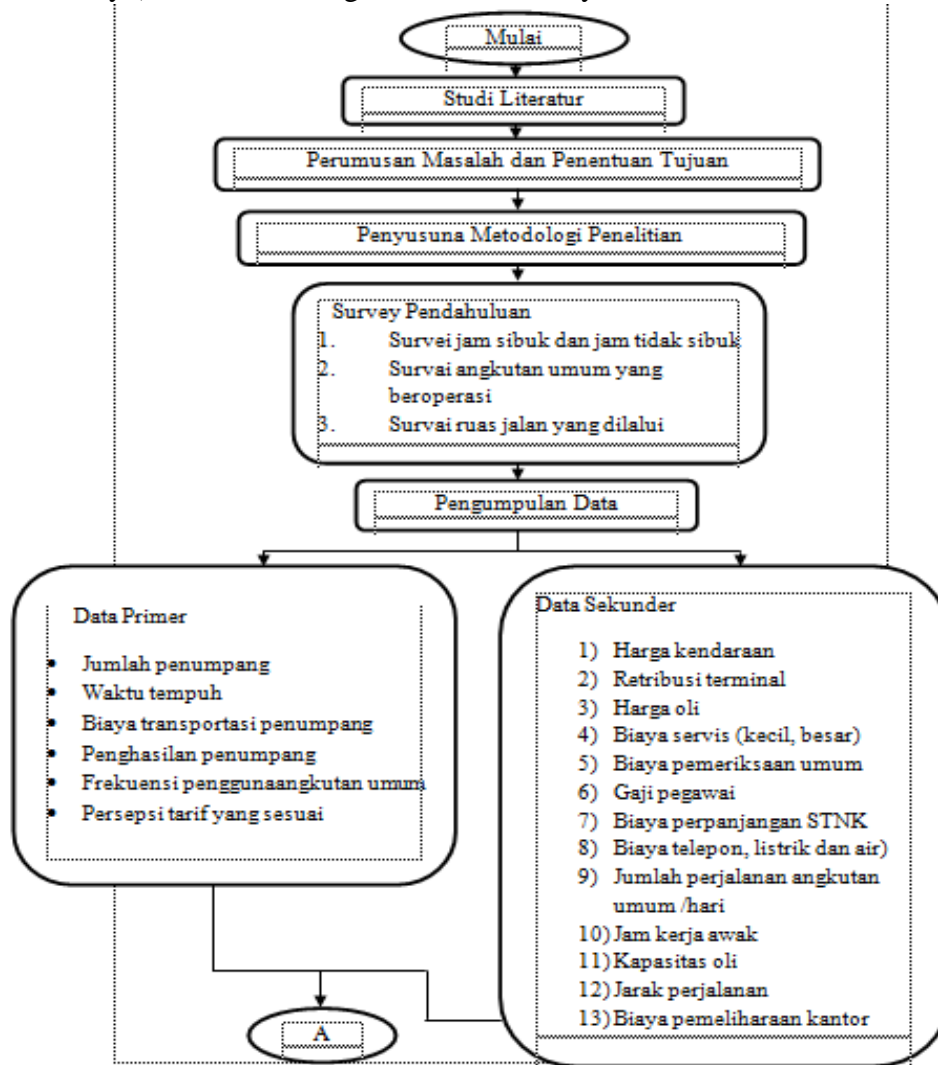 Mulai
Studi Literatur
Perumusan Masalah dan Penentuan Tujuan
Penyusuna Metodologi Penelitian
Survey Pendahuluan
1. Survei jam sibuk dan jam tidak sibuk
2. Survai angkutan umum yang
beroperasi
3. Survai ruas jalan yang dilalui
Pengumpulan Data
Data Primer
• Jumlah penumpang
• Waktu tempuh
• Biaya transportasi penumpang
• Penghasilan penumpang
• Frekuensi penggunaangkutan umum
• Persepsi tarif yang sesuai
Data Sekunder
1) Harga kendaraan
2) Retribusi terminal
3) Harga oli
4) Biaya servis (kecil, besar)
5) Biaya pemeriksaan umum
6) Gaji pegawai
7) Biaya perpanjangan STNK
8) Biaya telepon, listrik dan air)
9) Jumlah perjalanan angkutan
umum /hari
10) Jam kerja awak
11) Kapasitas oli
12) Jarak perjalanan
13) Biaya pemeliharaan kantor
A